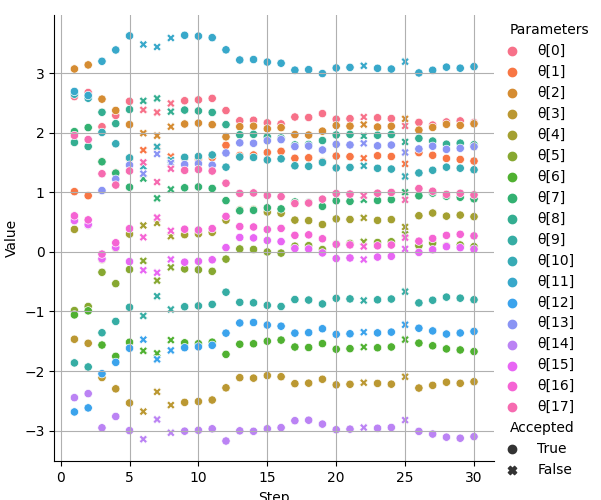 Parameters
θ[0]
θ[1]
θ[2]
θ[3]
θ[4]
θ[5]
θ[6]
θ[7]
θ[8]
θ[9]
θ[10]
θ[11]
θ[12]
θ[13]
θ[14]
θ[15]
θ[16]
θ[17]
Accepted
True
False
Value
3
2
1
0
−1
−2
−3
0
5
10
15
20
25
30
Step